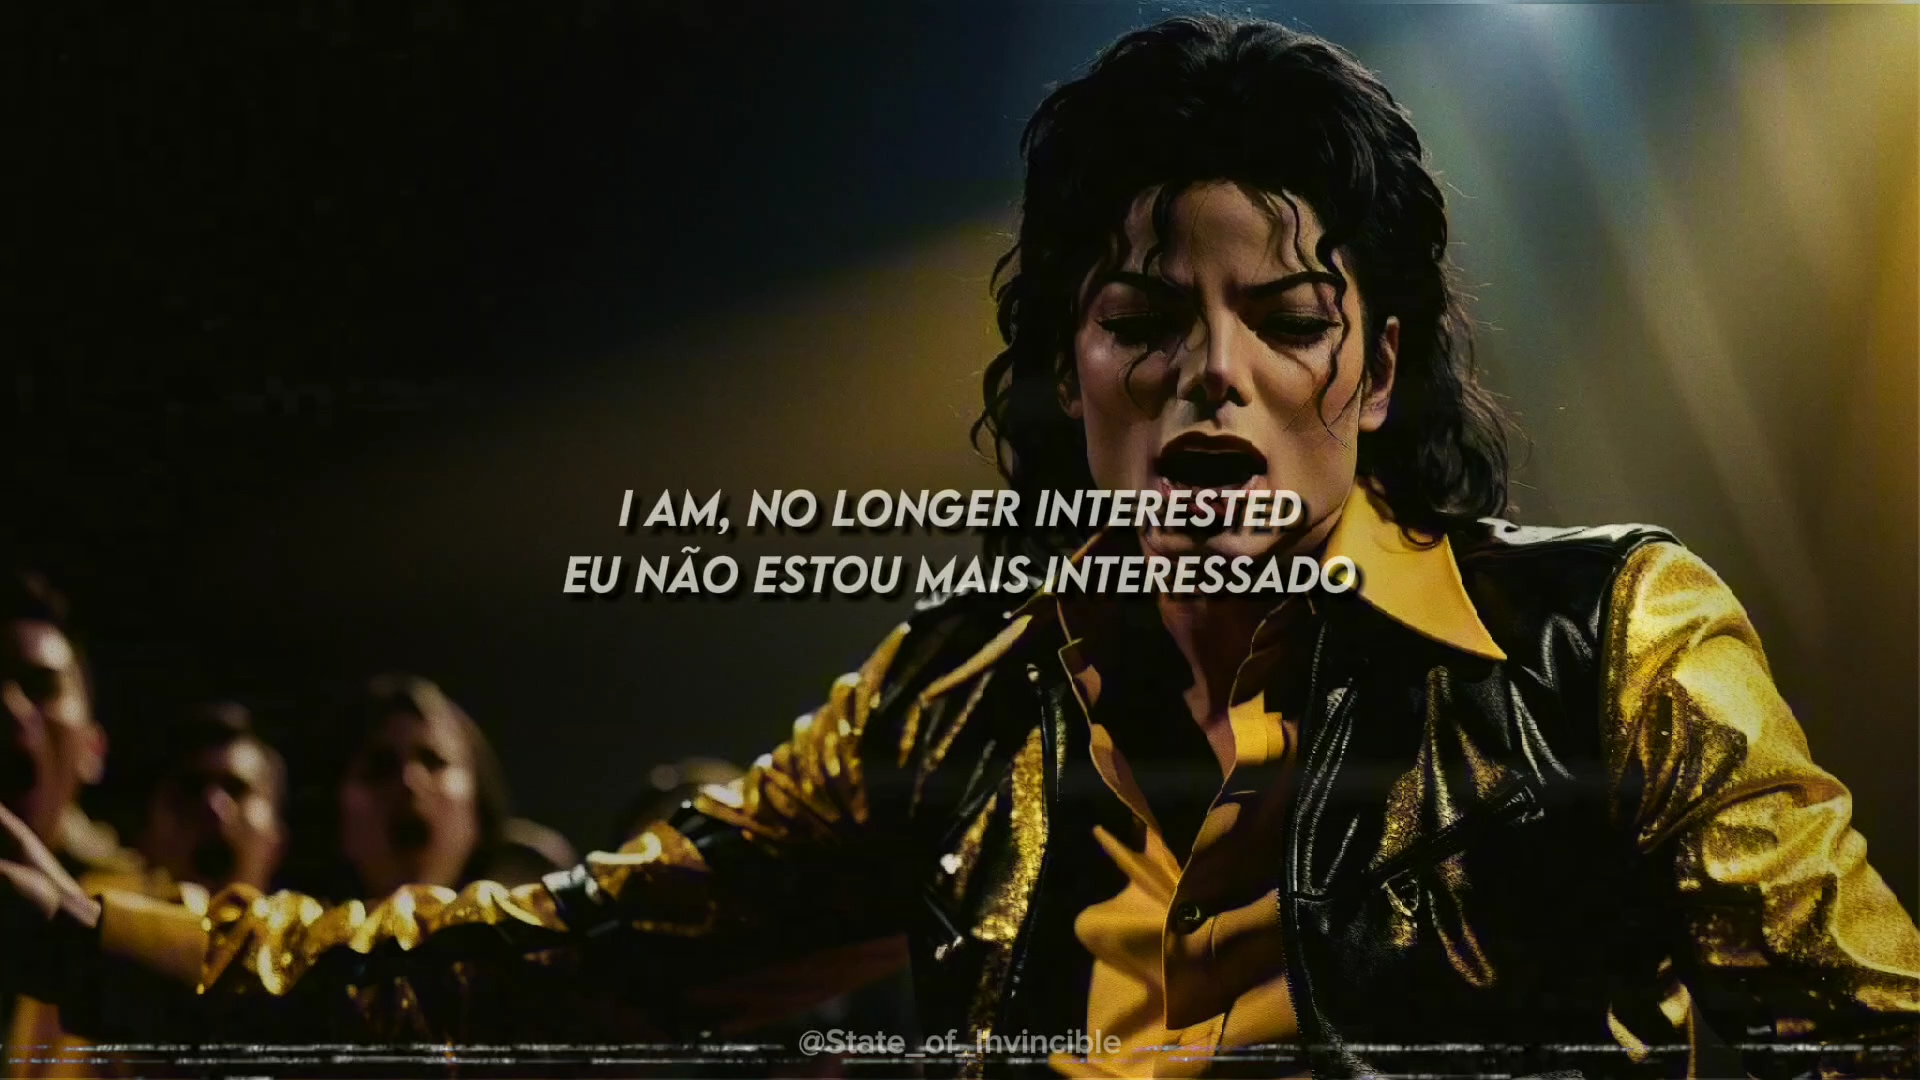 I AM, NO LONGER INTERESTED
EU NÃO ESTOU MAIS INTERESSADO
@State_of_Invincible